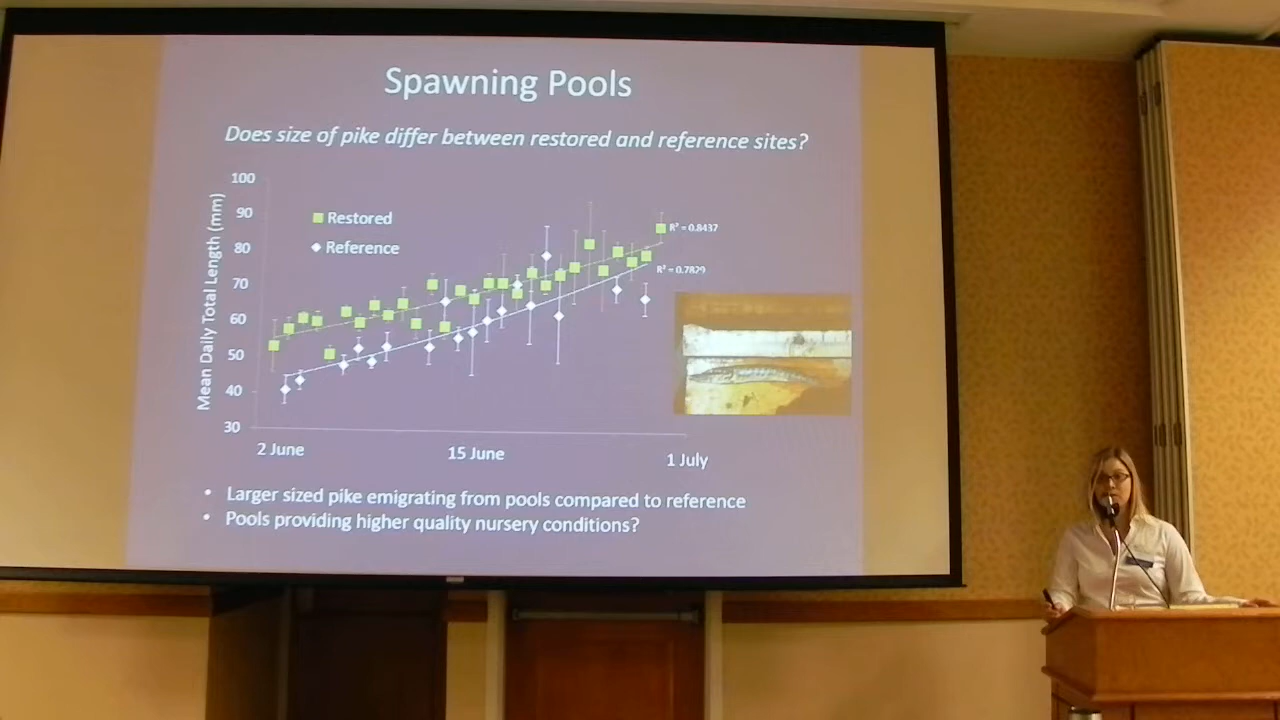 Spawning Pools
Does size of pike differ between restored and reference sites?
Mean Daily Total Length (mm)
100
90
80
70
60
50
40
30
Restored
Reference
R² = 0.8437
R² = 0.7829
2 June
15 June
1 July
• Larger sized pike emigrating from pools compared to reference
• Pools providing higher quality nursery conditions?